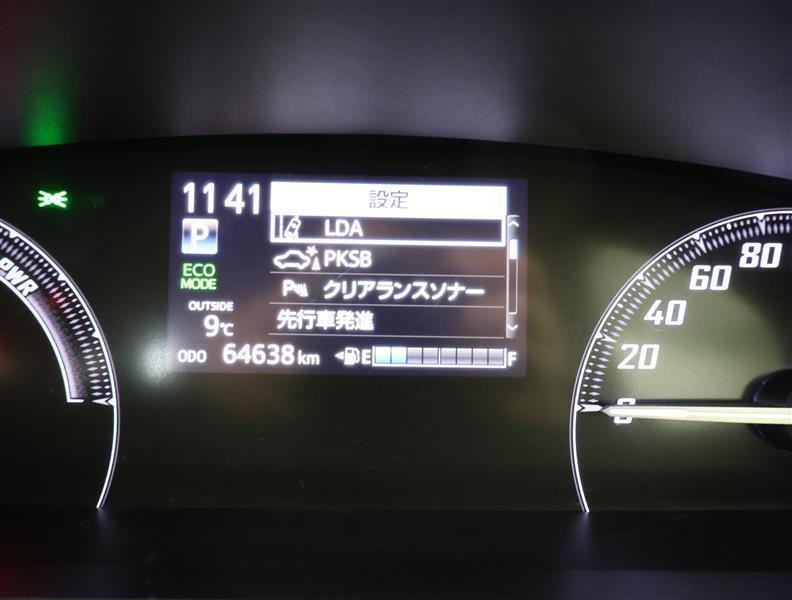 11 41
設定
LDA
P
PKSB
ECO
MODE
クリアランスソナー
OUTSIDE
9℃
先行車発進
ODO 64638 km
E F
PWR
0
20
40
60
80